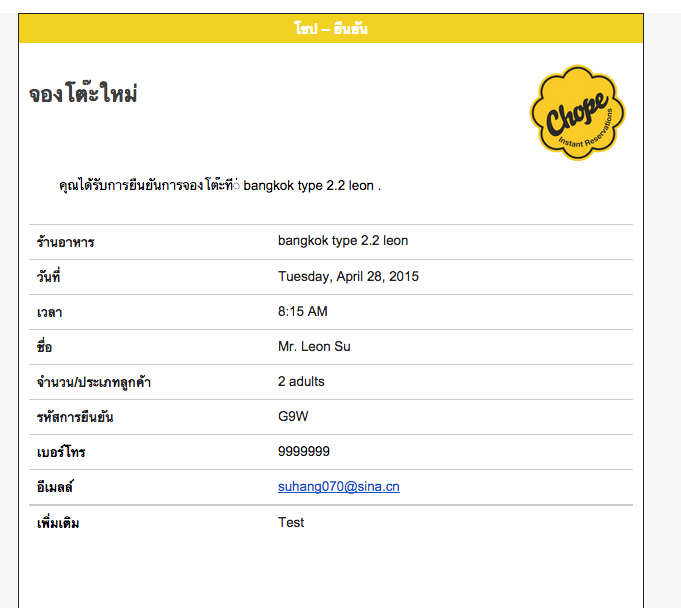 โชป – ยืนยัน
จองโต๊ะใหม่
Chope
Instant Reservations
คุณได้รับการยืนยันการจองโต๊ะที่ bangkok type 2.2 leon .
ร้านอาหาร bangkok type 2.2 leon
วันที่ Tuesday, April 28, 2015
เวลา 8:15 AM
ชื่อ Mr. Leon Su
จำนวน/ประเภทลูกค้า 2 adults
รหัสการยืนยัน G9W
เบอร์โทร 9999999
อีเมลล์ suhang070@sina.cn
เพิ่มเติม Test